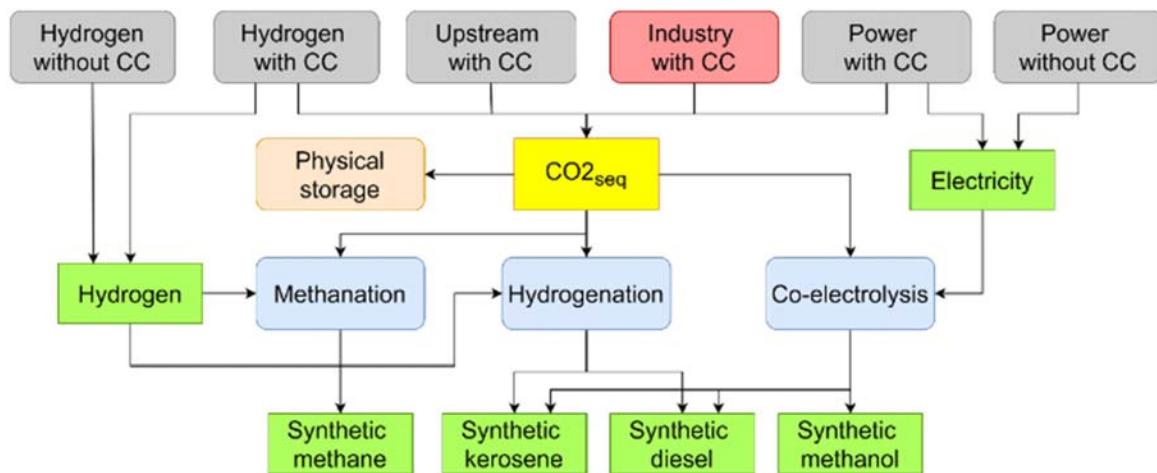 Hydrogen
without CC
Hydrogen
with CC
Upstream
with CC
Industry
with CC
Power
with CC
Power
without CC
Physical
storage
CO2seq
Electricity
Hydrogen
Methanation
Hydrogenation
Co-electrolysis
Synthetic
methane
Synthetic
kerosene
Synthetic
diesel
Synthetic
methanol